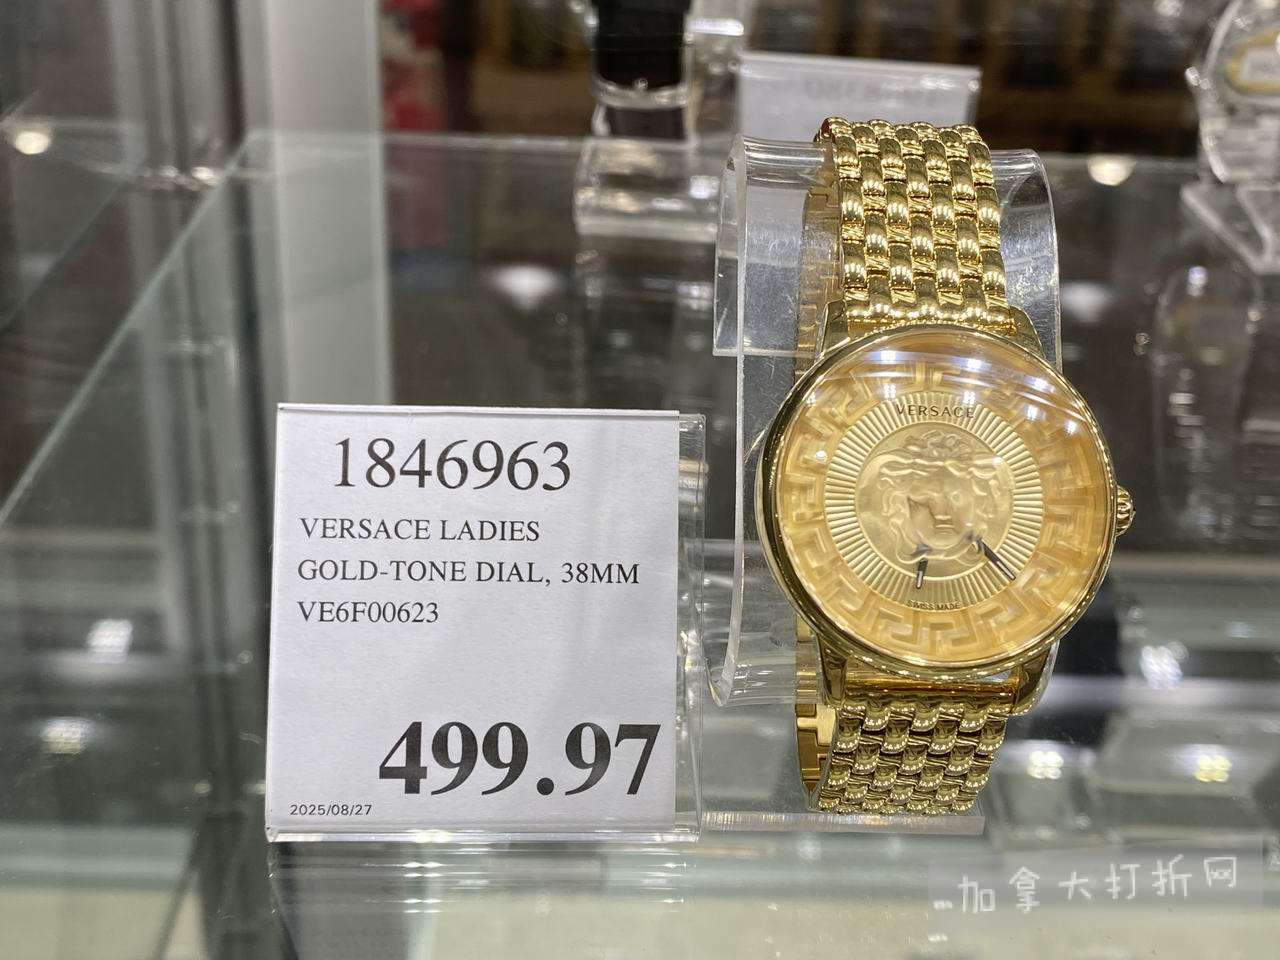 1846963
VERSACE LADIES
GOLD-TONE DIAL, 38MM
VE6F00623
499.97
2025/08/27
VERSACE
SWISS MADE
加拿大打折网